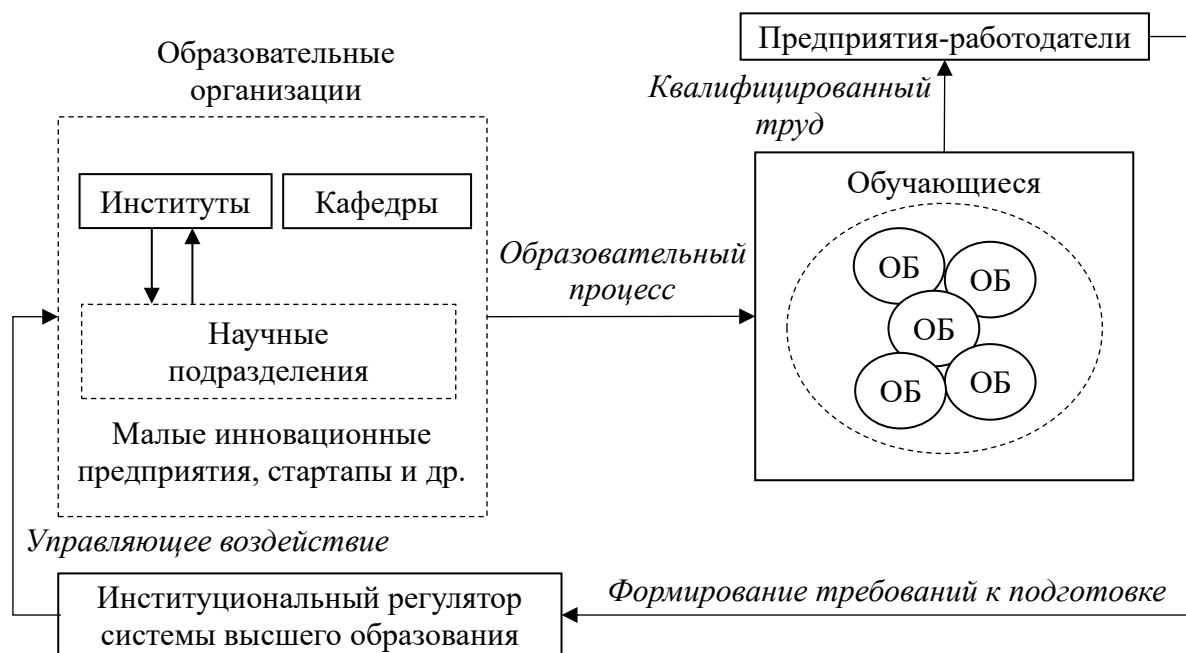 Образовательные
организации
Институты
Кафедры
Научные
подразделения
Малые инновационные
предприятия, стартапы и др.
Образовательный
процесс
Предприятия-работодатели
Квалифицированный
труд
Обучающиеся
ОБ
ОБ
ОБ
ОБ
ОБ
Управляющее воздействие
Институциональный регулятор
системы высшего образования
Формирование требований к подготовке